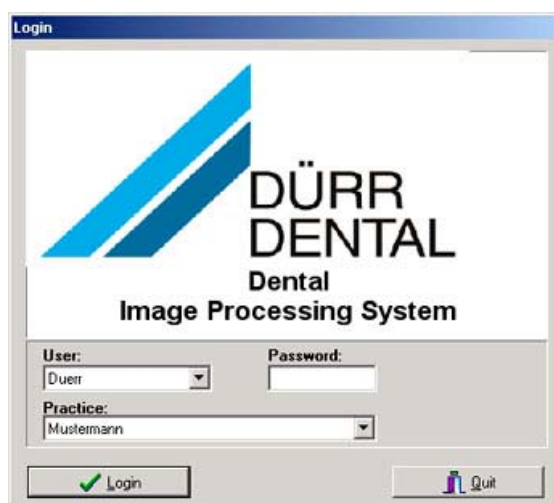 Login
DÜRR
DENTAL
Dental
Image Processing System
User: Password:
Duerr
Practice:
Mustermann
Login Quit